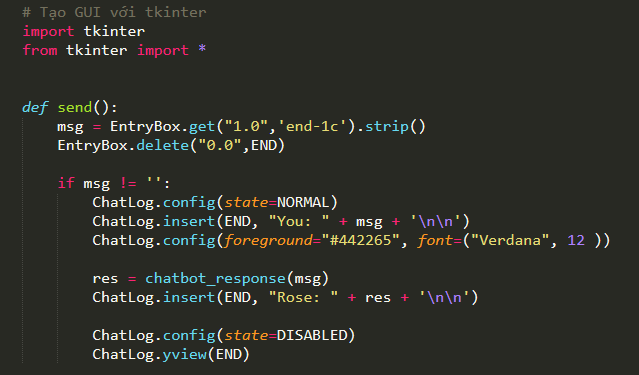 # Tạo GUI với tkinter
import tkinter
from tkinter import *
def send():
msg = EntryBox.get("1.0",'end-1c').strip()
EntryBox.delete("0.0",END)
if msg != '':
ChatLog.config(state=NORMAL)
ChatLog.insert(END, "You: " + msg + '\n\n')
ChatLog.config(foreground="#442265", font=("Verdana", 12 ))
res = chatbot_response(msg)
ChatLog.insert(END, "Rose: " + res + '\n\n')
ChatLog.config(state=DISABLED)
ChatLog.yview(END)